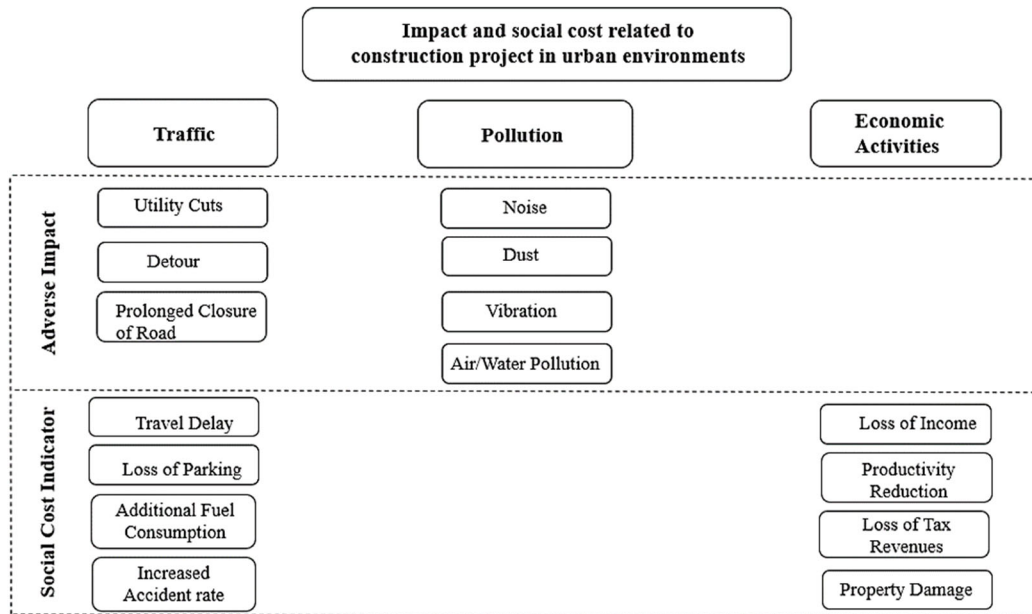 Impact and social cost related to
construction project in urban environments
Traffic
Pollution
Economic
Activities
Adverse Impact
Utility Cuts
Detour
Prolonged Closure
of Road
Noise
Dust
Vibration
Air/Water Pollution
Social Cost Indicator
Travel Delay
Loss of Parking
Additional Fuel
Consumption
Increased
Accident rate
Loss of Income
Productivity
Reduction
Loss of Tax
Revenues
Property Damage